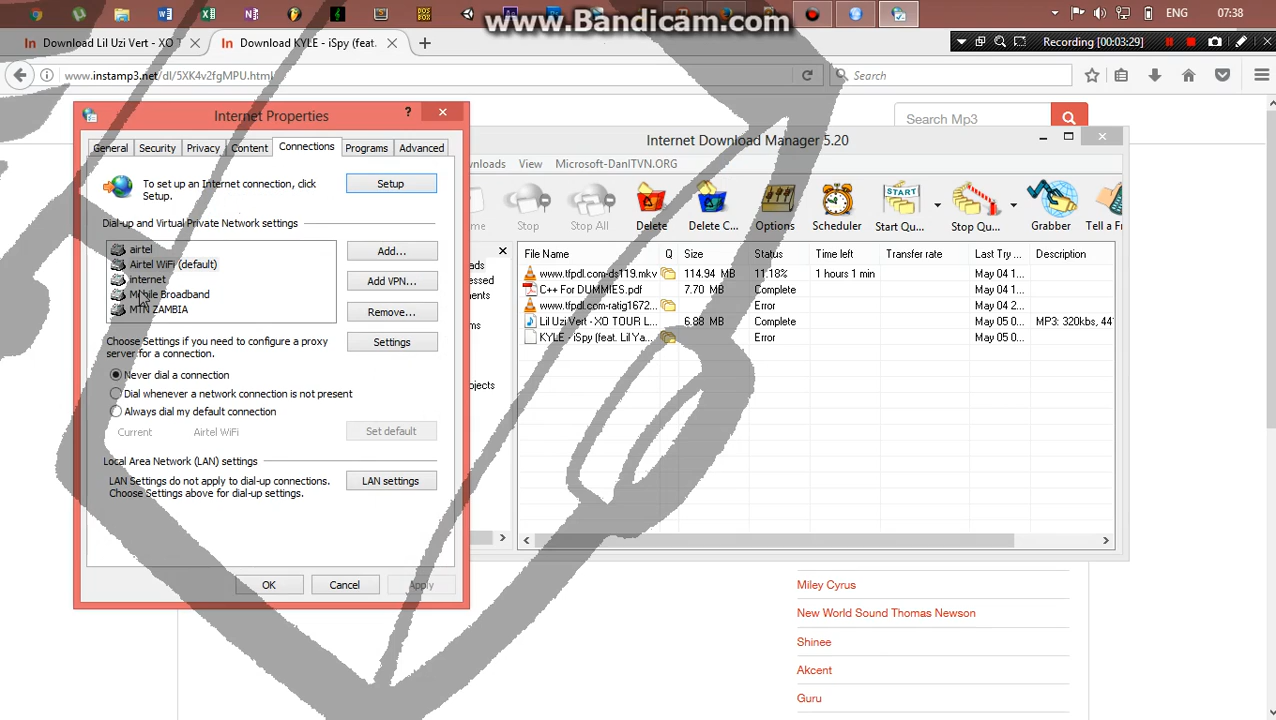 www.Bandicam.com
ENG
07:38
Download Lil Uzi Vert - XO T
Download KYLE - iSpy (feat.
Recording [00:03:29]
www.instamp3.net/dl/5XK4v2fgMPU.html
Search
Search Mp3
Internet Properties
?
General Security Privacy Content Connections Programs Advanced
To set up an Internet connection, click
Setup.
Setup
Dial-up and Virtual Private Network settings
airtel
Airtel WiFi (default)
internet
Mobile Broadband
MTN ZAMBIA
Add...
Add VPN...
Remove...
Choose Settings if you need to configure a proxy
server for a connection.
Settings
Never dial a connection
Dial whenever a network connection is not present
Always dial my default connection
Current Airtel WiFi
Set default
Local Area Network (LAN) settings
LAN Settings do not apply to dial-up connections.
Choose Settings above for dial-up settings.
LAN settings
OK Cancel Apply
Internet Download Manager 5.20
View Microsoft-DanITVN.ORG
Stop Stop All Delete Delete C... Options Scheduler Start Qu... Stop Qu... Grabber Tell a Fr
File Name Q Size Status Time left Transfer rate Last Try ... Description
www.tfpdl.com-ds119.mkv 114.94 MB 11.18% 1 hours 1 min May 04 1...
C++ For DUMMIES.pdf 7.70 MB Complete May 04 1...
www.tfpdl.com-ratig1672... Error May 04 2...
Lil Uzi Vert - XO TOUR L... 6.88 MB Complete May 05 0... MP3: 320kbs, 44
KYLE - iSpy (feat. Lil Ya... Error May 05 0...
Miley Cyrus
New World Sound Thomas Newson
Shinee
Akcent
Guru